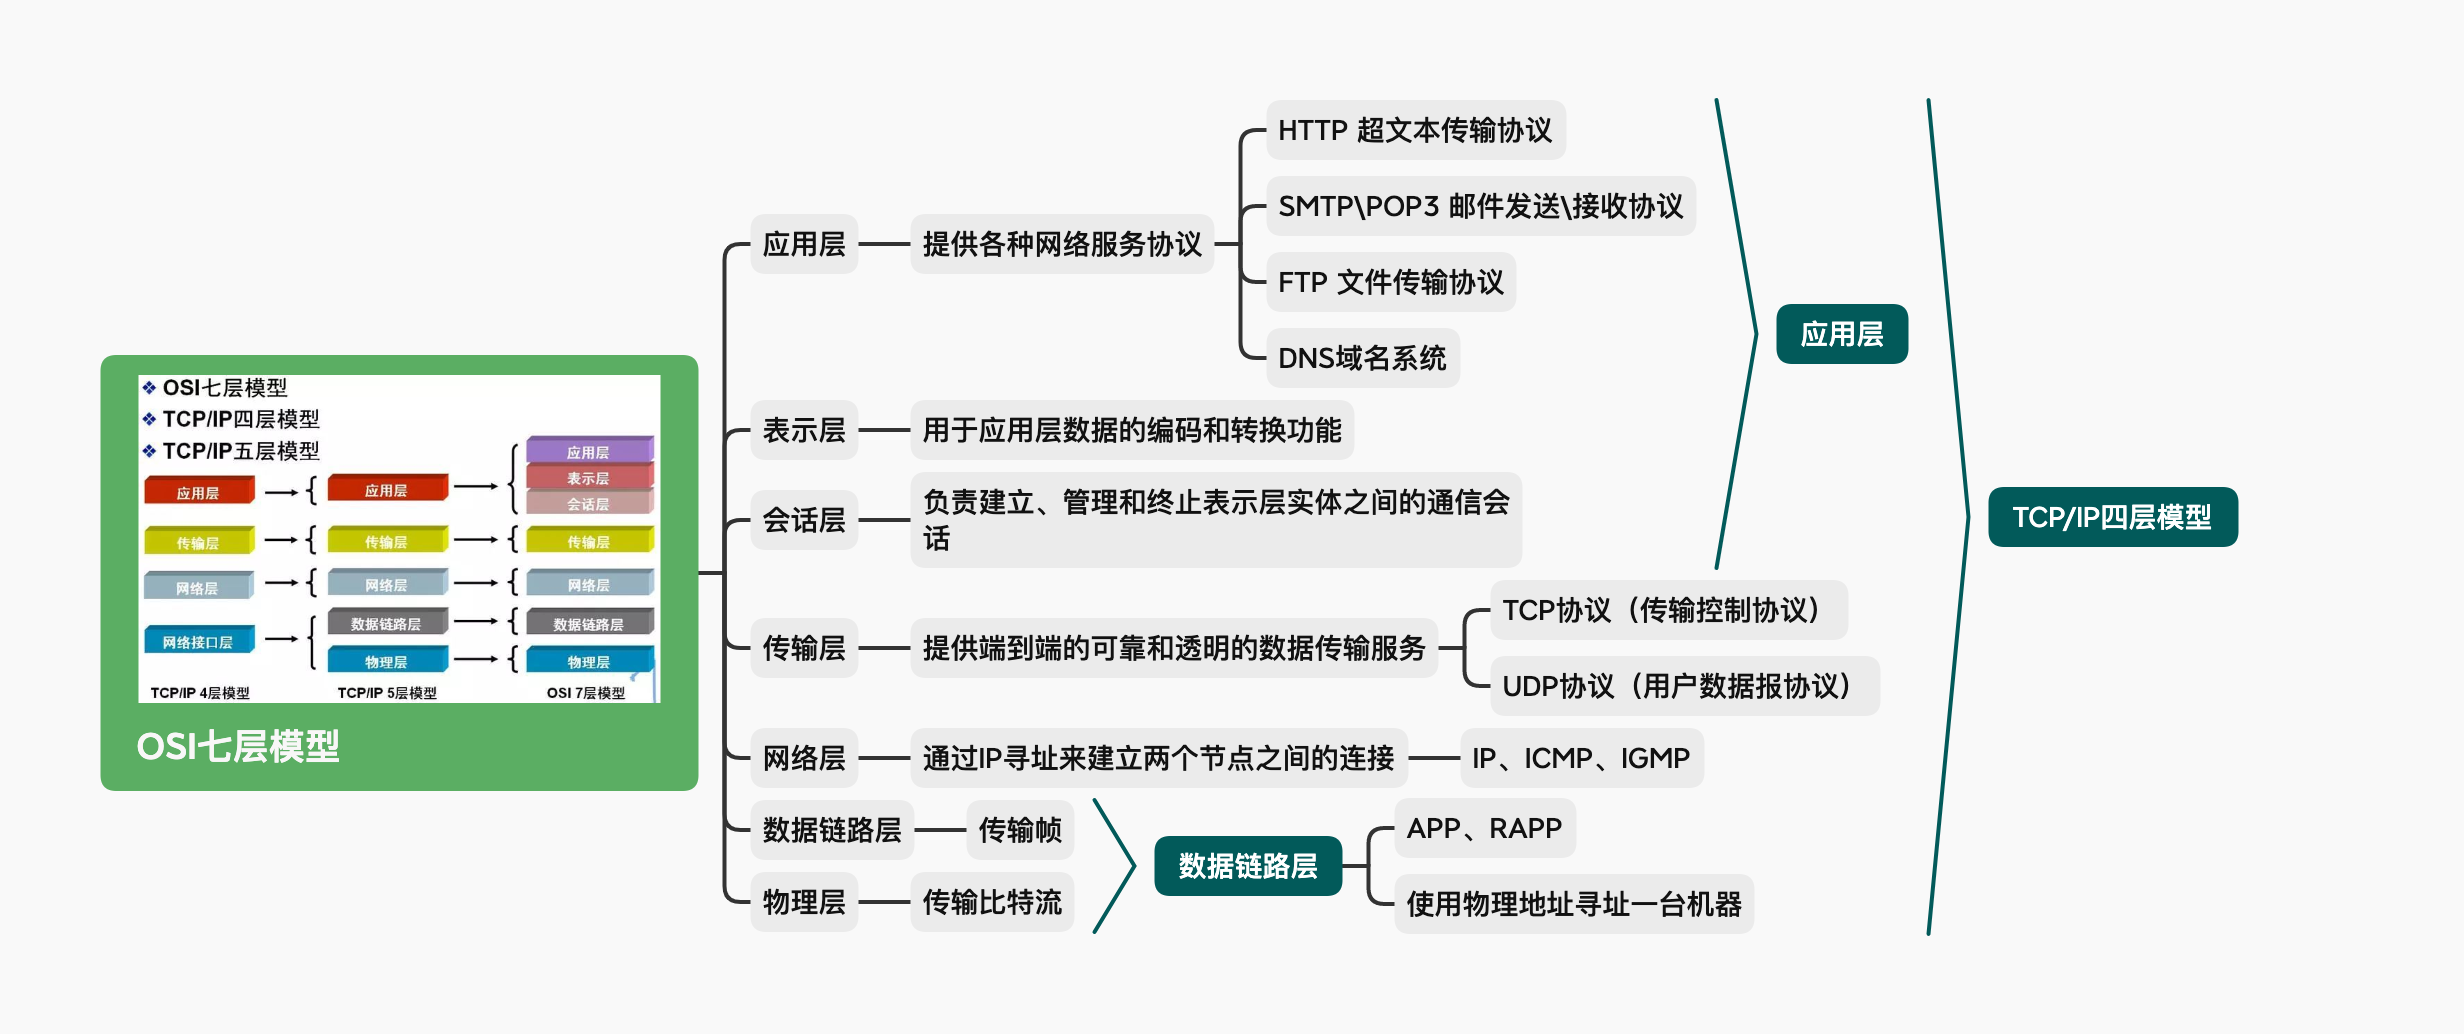 OSI七层模型
TCP/IP四层模型
TCP/IP五层模型
应用层
传输层
网络层
网络接口层
TCP/IP 4层模型
应用层
传输层
网络层
数据链路层
物理层
TCP/IP 5层模型
应用层
表示层
会话层
传输层
网络层
数据链路层
物理层
OSI 7层模型
OSI七层模型
应用层
提供各种网络服务协议
HTTP 超文本传输协议
SMTP\POP3 邮件发送\接收协议
FTP 文件传输协议
DNS域名系统
表示层
用于应用层数据的编码和转换功能
会话层
负责建立、管理和终止表示层实体之间的通信会
话
应用层
传输层
提供端到端的可靠和透明的数据传输服务
TCP协议（传输控制协议）
UDP协议（用户数据报协议）
网络层
通过IP寻址来建立两个节点之间的连接
IP、ICMP、IGMP
数据链路层
传输帧
物理层
传输比特流
数据链路层
APP、RAPP
使用物理地址寻址一台机器
TCP/IP四层模型